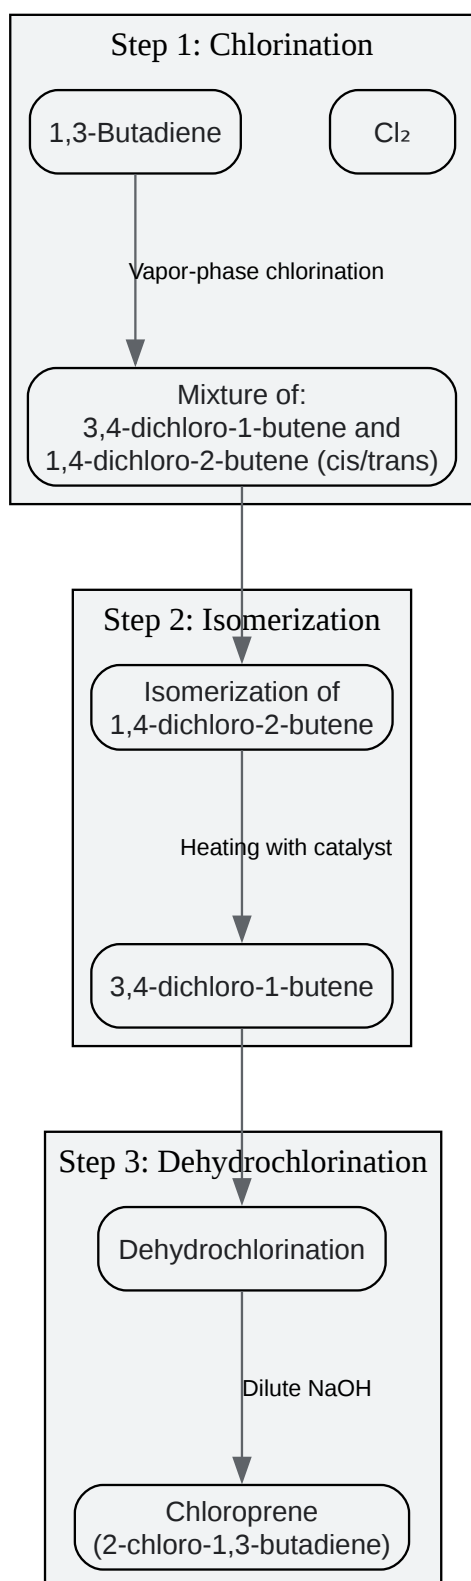 Step 1: Chlorination
1,3-Butadiene
Cl₂
Vapor-phase chlorination
Mixture of:
3,4-dichloro-1-butene and
1,4-dichloro-2-butene (cis/trans)
Step 2: Isomerization
Isomerization of
1,4-dichloro-2-butene
Heating with catalyst
3,4-dichloro-1-butene
Step 3: Dehydrochlorination
Dehydrochlorination
Dilute NaOH
Chloroprene
(2-chloro-1,3-butadiene)